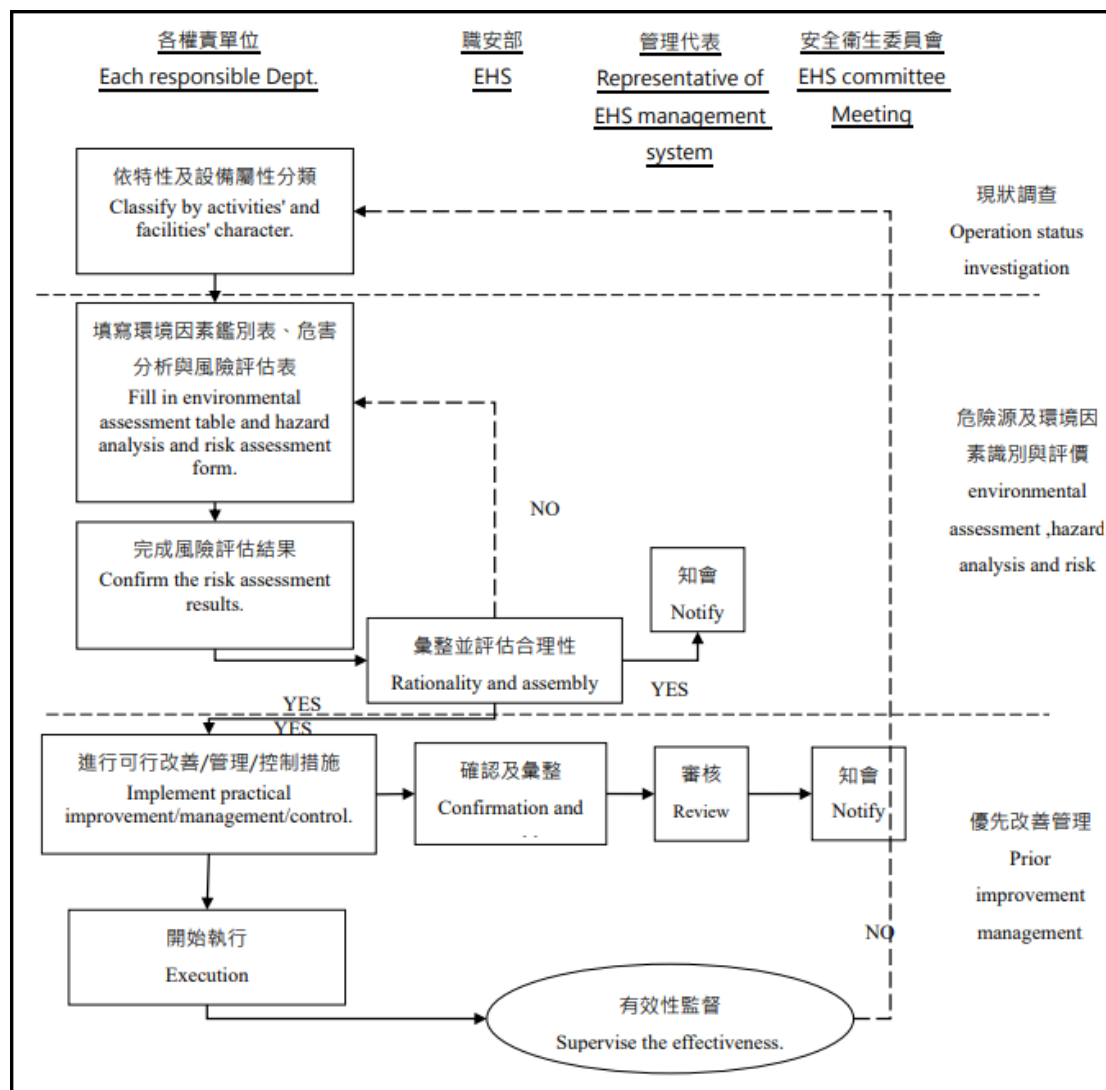 各權責單位
Each responsible Dept.
職安部
EHS
管理代表
Representative of
EHS management
system
安全衛生委員會
EHS committee
Meeting
依特性及設備屬性分類
Classify by activities' and
facilities' character.
現狀調查
Operation status
investigation
填寫環境因素鑑別表、危害
分析與風險評估表
Fill in environmental
assessment table and hazard
analysis and risk assessment
form.
危險源及環境因
素識別與評價
environmental
assessment ,hazard
analysis and risk
NO
完成風險評估結果
Confirm the risk assessment
results.
知會
Notify
彙整並評估合理性
Rationality and assembly
YES
YES
YES
進行可行改善/管理/控制措施
Implement practical
improvement/management/control.
確認及彙整
Confirmation and
審核
Review
知會
Notify
優先改善管理
Prior
improvement
management
NO
開始執行
Execution
有效性監督
Supervise the effectiveness.